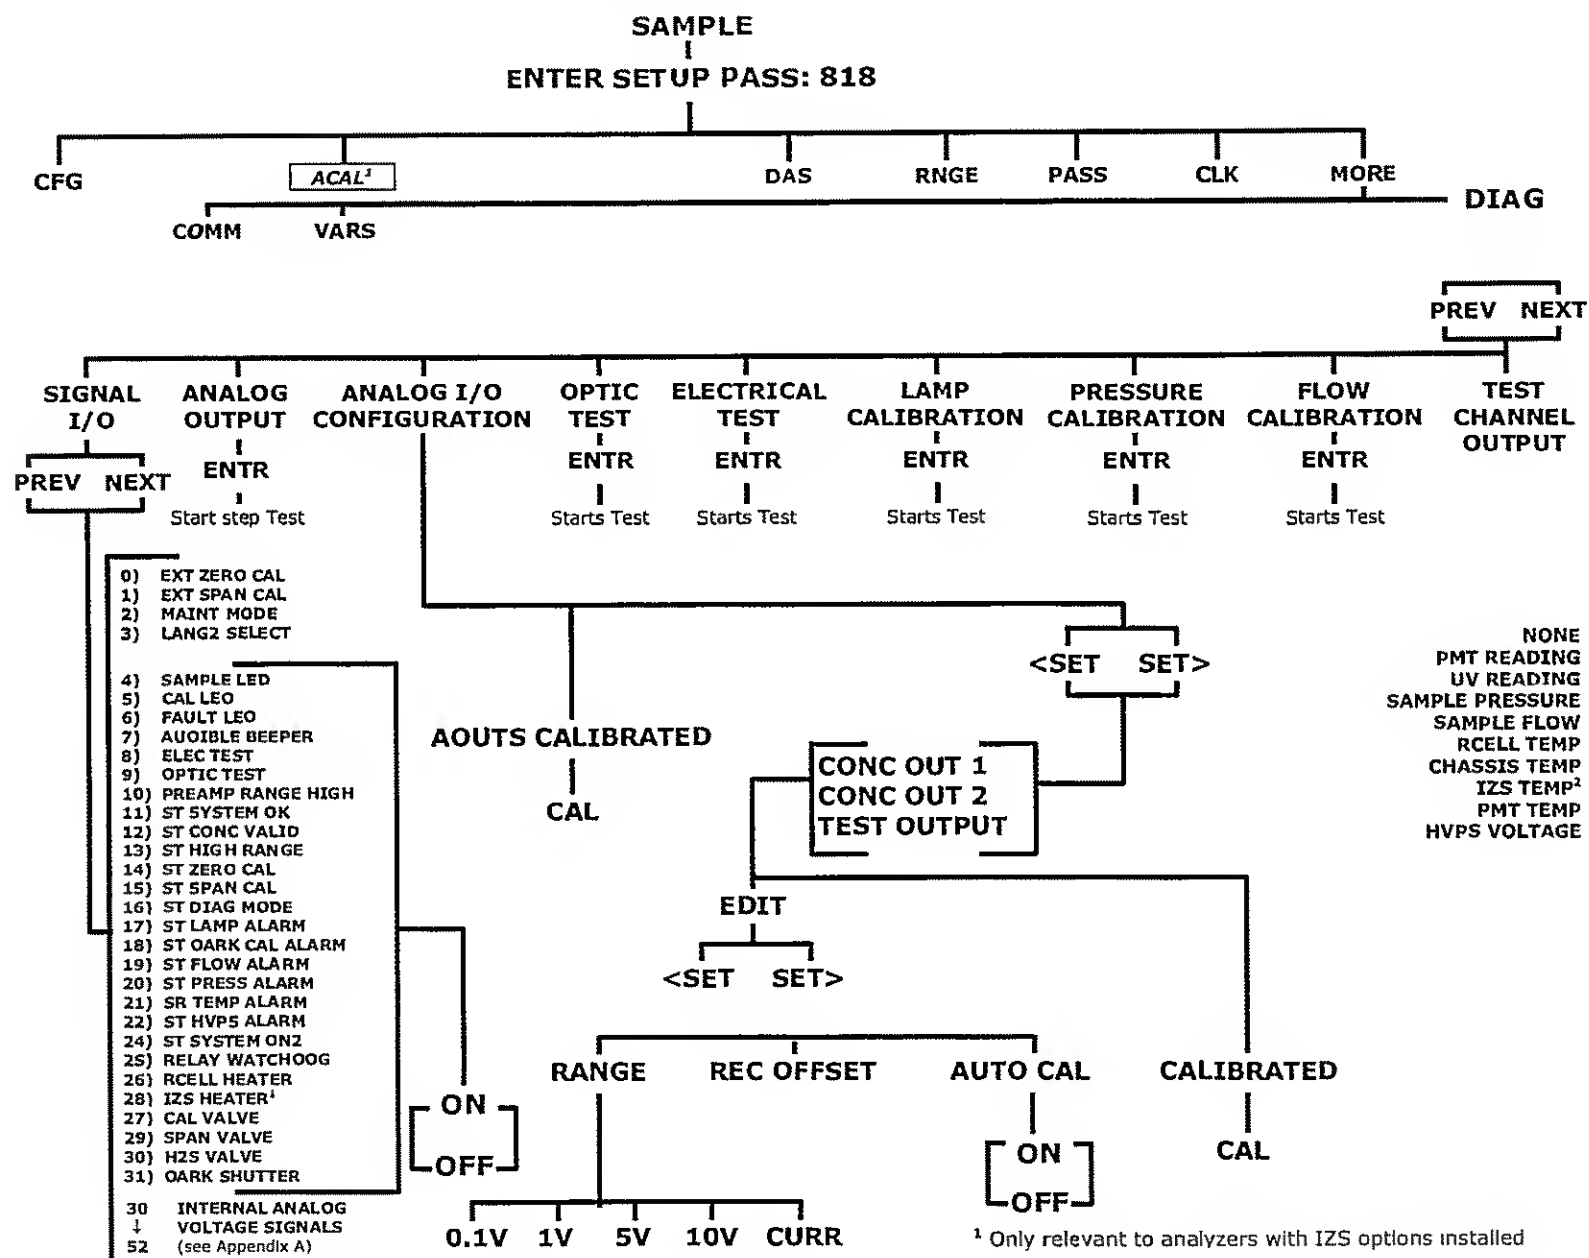 SAMPLE
ENTER SETUP PASS: 818
CFG
ACAL¹
DAS
RNGE
PASS
CLK
MORE
COMM
VARS
DIAG
PREV NEXT
SIGNAL
I/O
ANALOG
OUTPUT
ANALOG I/O
CONFIGURATION
OPTIC
TEST
ELECTRICAL
TEST
LAMP
CALIBRATION
PRESSURE
CALIBRATION
FLOW
CALIBRATION
TEST
CHANNEL
OUTPUT
PREV NEXT
ENTR
ENTR
ENTR
ENTR
ENTR
ENTR
Start step Test
Starts Test
Starts Test
Starts Test
Starts Test
Starts Test
0) EXT ZERO CAL
1) EXT SPAN CAL
2) MAINT MODE
3) LANG2 SELECT
4) SAMPLE LED
5) CAL LEO
6) FAULT LEO
7) AUOIBLE BEEPER
8) ELEC TEST
9) OPTIC TEST
10) PREAMP RANGE HIGH
11) ST SYSTEM OK
12) ST CONC VALID
13) ST HIGH RANGE
14) ST ZERO CAL
15) ST SPAN CAL
16) ST DIAG MODE
17) ST LAMP ALARM
18) ST OARK CAL ALARM
19) ST FLOW ALARM
20) ST PRESS ALARM
21) SR TEMP ALARM
22) ST HVPS ALARM
24) ST SYSTEM ON2
25) RELAY WATCHOOG
26) RCELL HEATER
28) IZS HEATER¹
27) CAL VALVE
29) SPAN VALVE
30) H2S VALVE
31) OARK SHUTTER
30 INTERNAL ANALOG
↓ VOLTAGE SIGNALS
52 (see Appendix A)
ON
OFF
AOUTS CALIBRATED
CAL
<SET SET>
CONC OUT 1
CONC OUT 2
TEST OUTPUT
EDIT
<SET SET>
RANGE
REC OFFSET
AUTO CAL
CALIBRATED
ON
OFF
CAL
0.1V
1V
5V
10V
CURR
NONE
PMT READING
UV READING
SAMPLE PRESSURE
SAMPLE FLOW
RCELL TEMP
CHASSIS TEMP
IZS TEMP²
PMT TEMP
HVPS VOLTAGE
¹ Only relevant to analyzers with IZS options installed